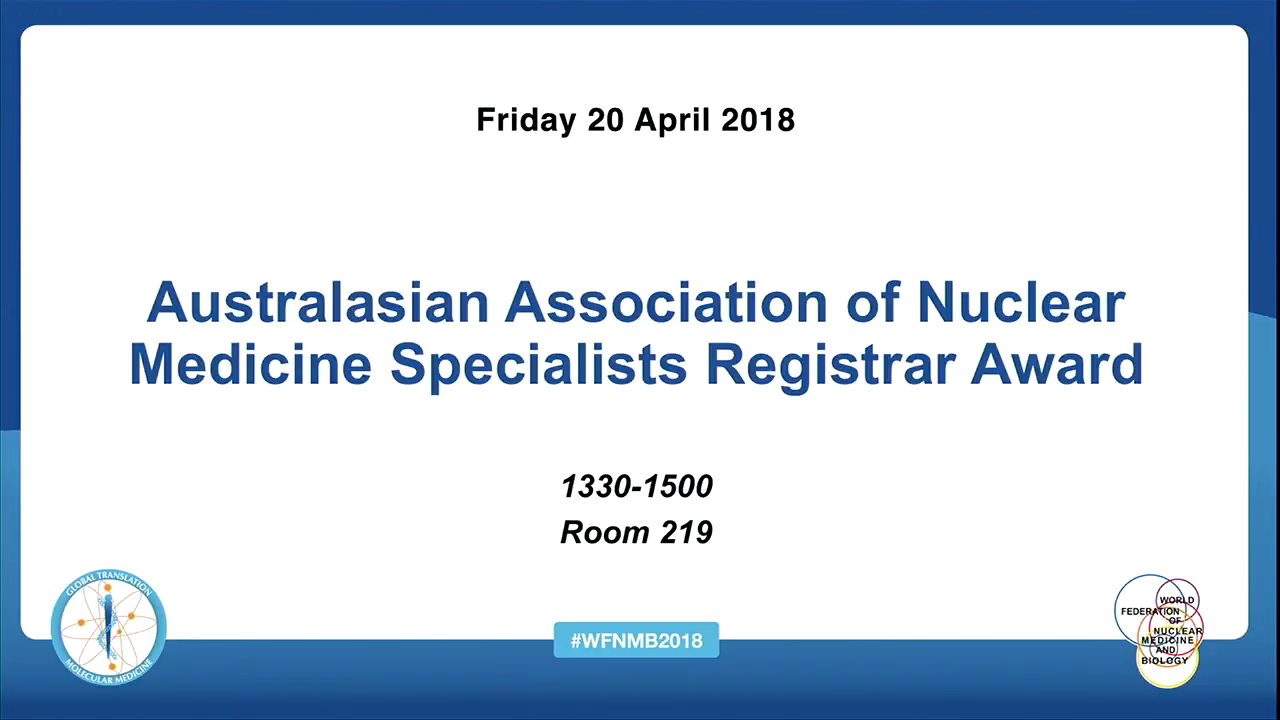 Friday 20 April 2018
Australasian Association of Nuclear
Medicine Specialists Registrar Award
1330-1500
Room 219
GLOBAL TRANSLATION
MOLECULAR MEDICINE
#WFNMB2018
WORLD
FEDERATION
OF
NUCLEAR
MEDICINE
AND
BIOLOGY